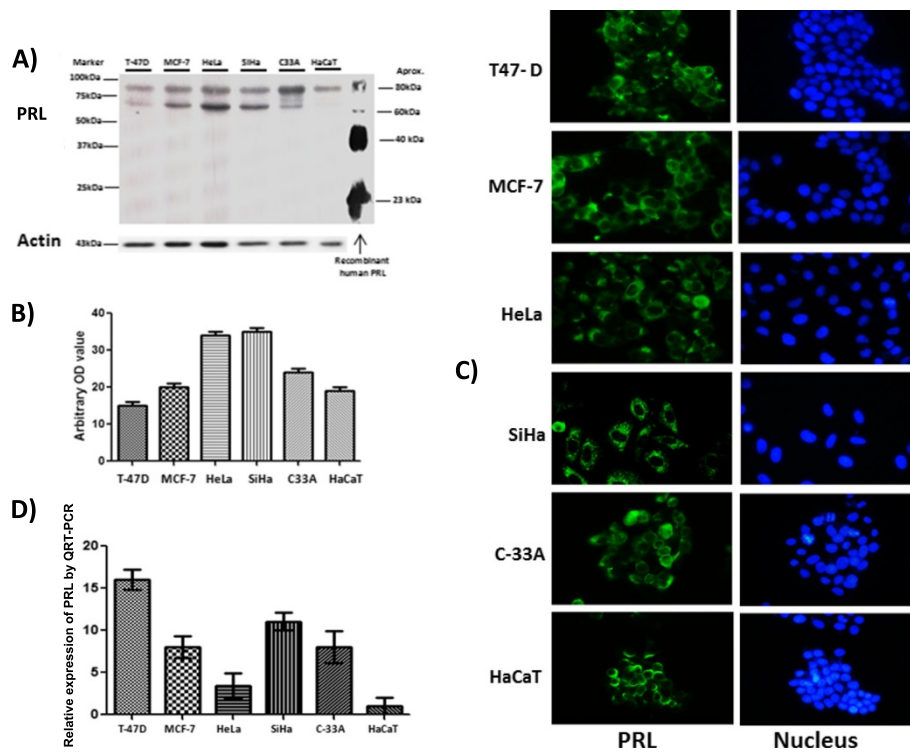 A)
Marker T-47D MCF-7 HeLa SiHa C33A HaCaT
Aprox.
100kDa
75kDa
50kDa
37kDa
25kDa
80kDa
60kDa
40 kDa
23 kDa
PRL
Actin
43kDa
Recombinant
human PRL
B)
Arbitrary OD value
40
30
20
10
0
T-47D MCF-7 HeLa SiHa C33A HaCaT
D)
Relative expression of PRL by QRT-PCR
20
15
10
5
0
T-47D MCF-7 HeLa SiHa C-33A HaCaT
C)
T47- D
MCF-7
HeLa
SiHa
C-33A
HaCaT
PRL Nucleus